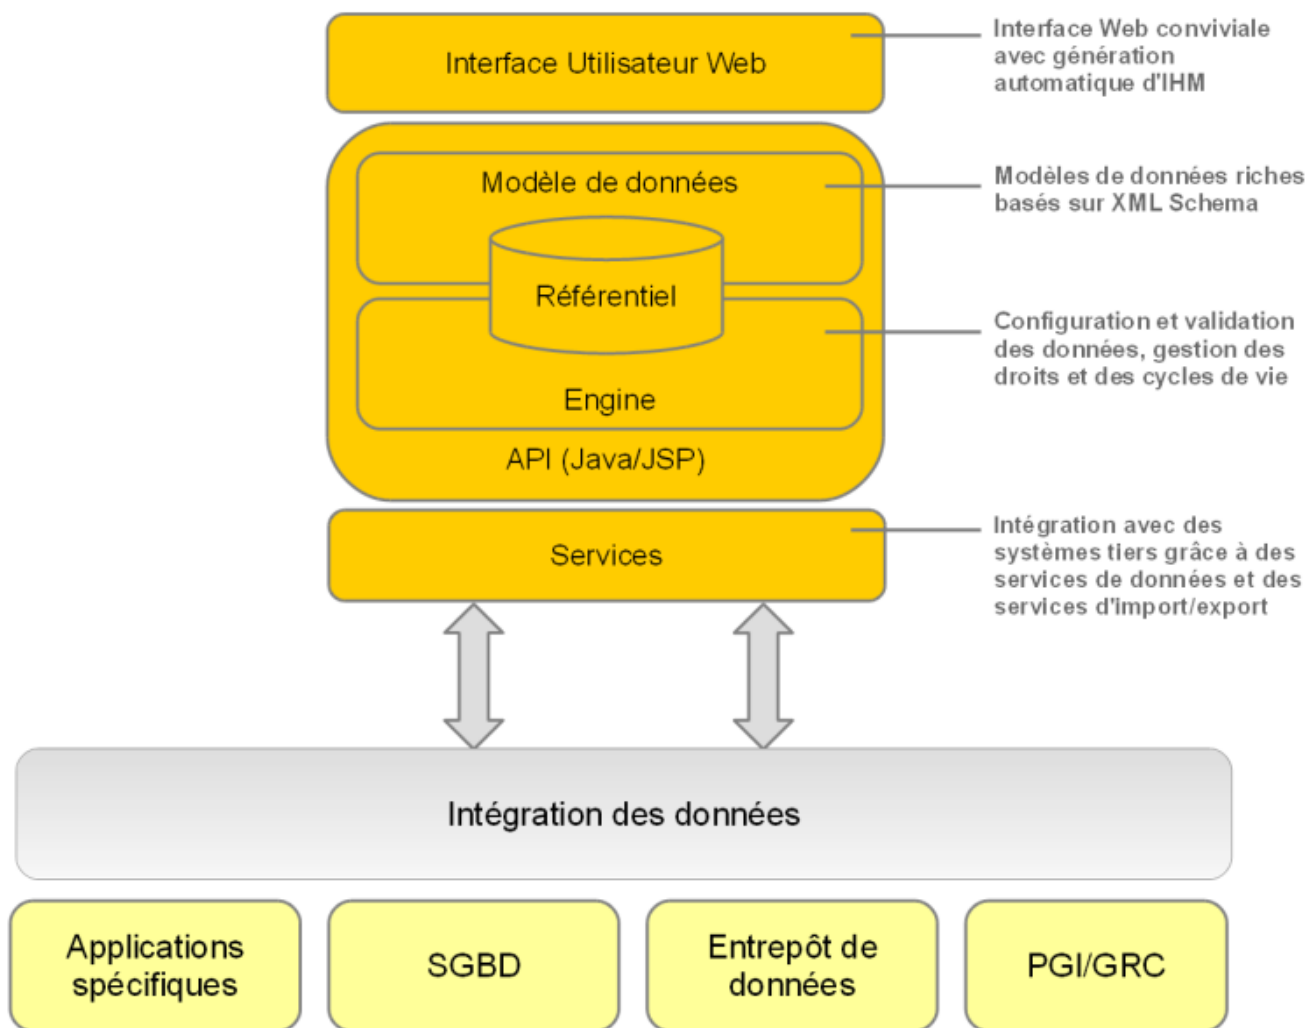 Interface Utilisateur Web
Interface Web conviviale
avec génération
automatique d'IHM
Modèle de données
Modèles de données riches
basés sur XML Schema
Référentiel
Configuration et validation
des données, gestion des
droits et des cycles de vie
Engine
API (Java/JSP)
Services
Intégration avec des
systèmes tiers grâce à des
services de données et des
services d'import/export
Intégration des données
Applications
spécifiques
SGBD
Entrepôt de
données
PGI/GRC